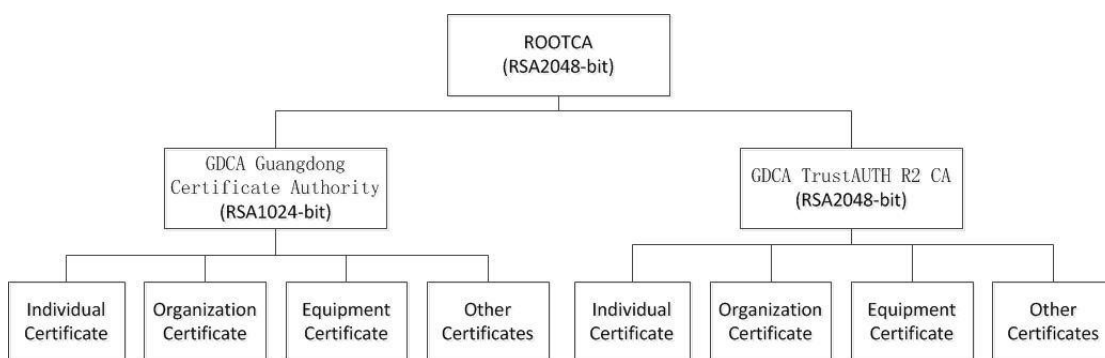 ROOTCA
(RSA2048-bit)
GDCA Guangdong
Certificate Authority
(RSA1024-bit)
GDCA TrustAUTH R2 CA
(RSA2048-bit)
Individual
Certificate
Organization
Certificate
Equipment
Certificate
Other
Certificates
Individual
Certificate
Organization
Certificate
Equipment
Certificate
Other
Certificates